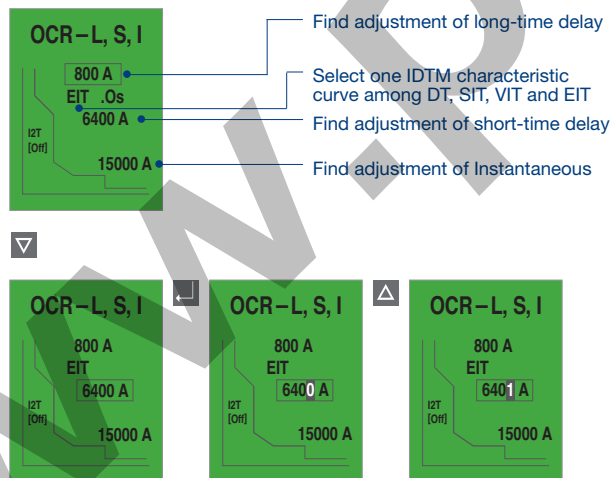 OCR–L, S, I
800 A
EIT .Os
6400 A
I2T
[Off]
15000 A
Find adjustment of long-time delay
Select one IDTM characteristic
curve among DT, SIT, VIT and EIT
Find adjustment of short-time delay
Find adjustment of Instantaneous
OCR–L, S, I
800 A
EIT
6400 A
I2T
[Off]
15000 A
OCR–L, S, I
800 A
EIT
6400 A
I2T
[Off]
15000 A
OCR–L, S, I
800 A
EIT
6401 A
I2T
[Off]
15000 A